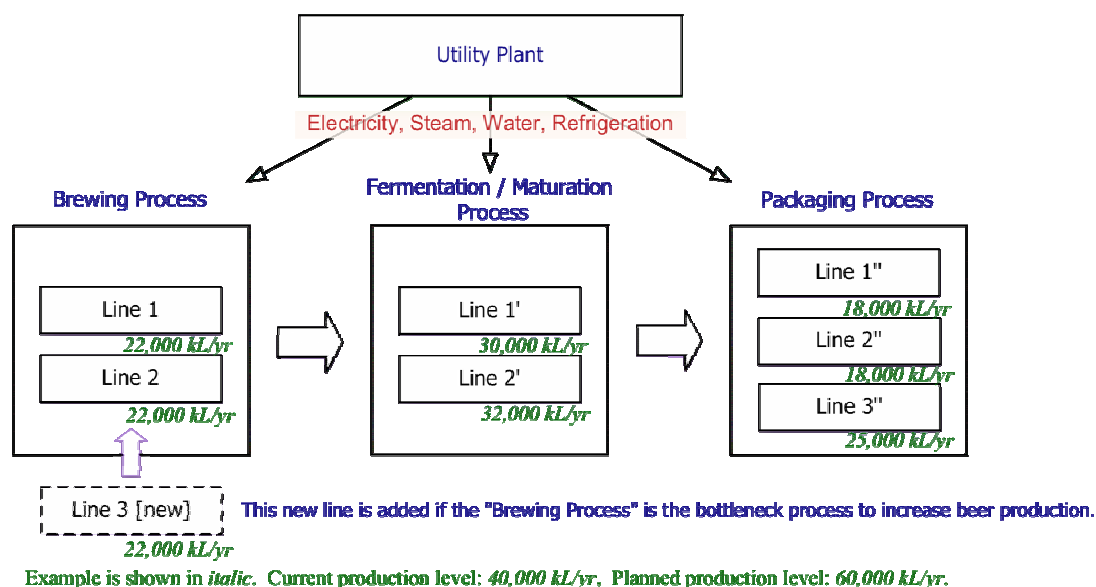 Utility Plant
Electricity, Steam, Water, Refrigeration
Brewing Process
Fermentation / Maturation
Process
Packaging Process
Line 1
22,000 kL/yr
Line 2
22,000 kL/yr
Line 1'
30,000 kL/yr
Line 2'
32,000 kL/yr
Line 1"
18,000 kL/yr
Line 2"
18,000 kL/yr
Line 3"
25,000 kL/yr
Line 3 [new]
22,000 kL/yr
This new line is added if the "Brewing Process" is the bottleneck process to increase beer production.
Example is shown in italic. Current production level: 40,000 kL/yr, Planned production level: 60,000 kL/yr.